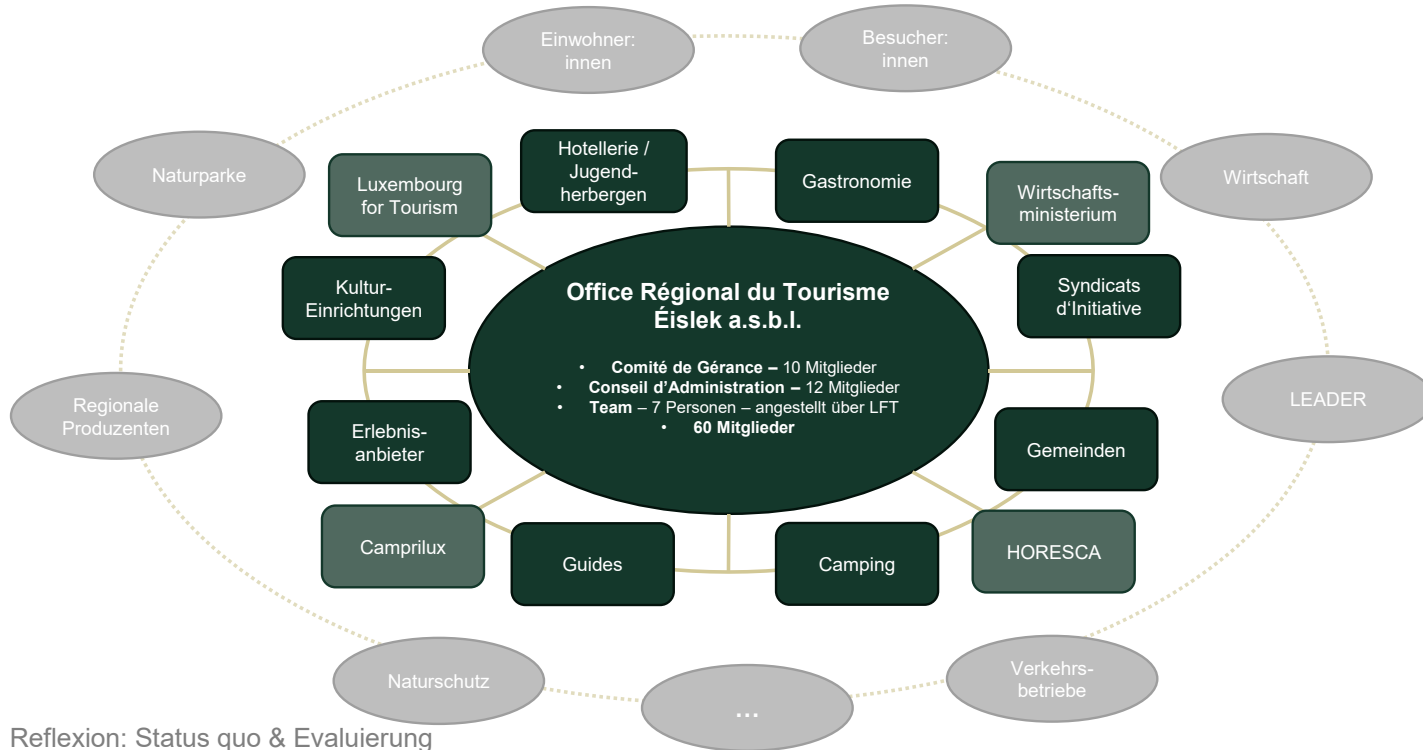 Einwohner:
innen
Besucher:
innen
Naturparke
Wirtschaft
Hotellerie /
Jugend-
herbergen
Gastronomie
Luxembourg
for Tourism
Wirtschafts-
ministerium
Kultur-
Einrichtungen
Syndicats
d‘Initiative
Office Régional du Tourisme
Éislek a.s.b.l.
• Comité de Gérance – 10 Mitglieder
• Conseil d’Administration – 12 Mitglieder
• Team – 7 Personen – angestellt über LFT
• 60 Mitglieder
Regionale
Produzenten
LEADER
Erlebnis-
anbieter
Gemeinden
Camprilux
Guides
Camping
HORESCA
Naturschutz
...
Verkehrs-
betriebe
Reflexion: Status quo & Evaluierung